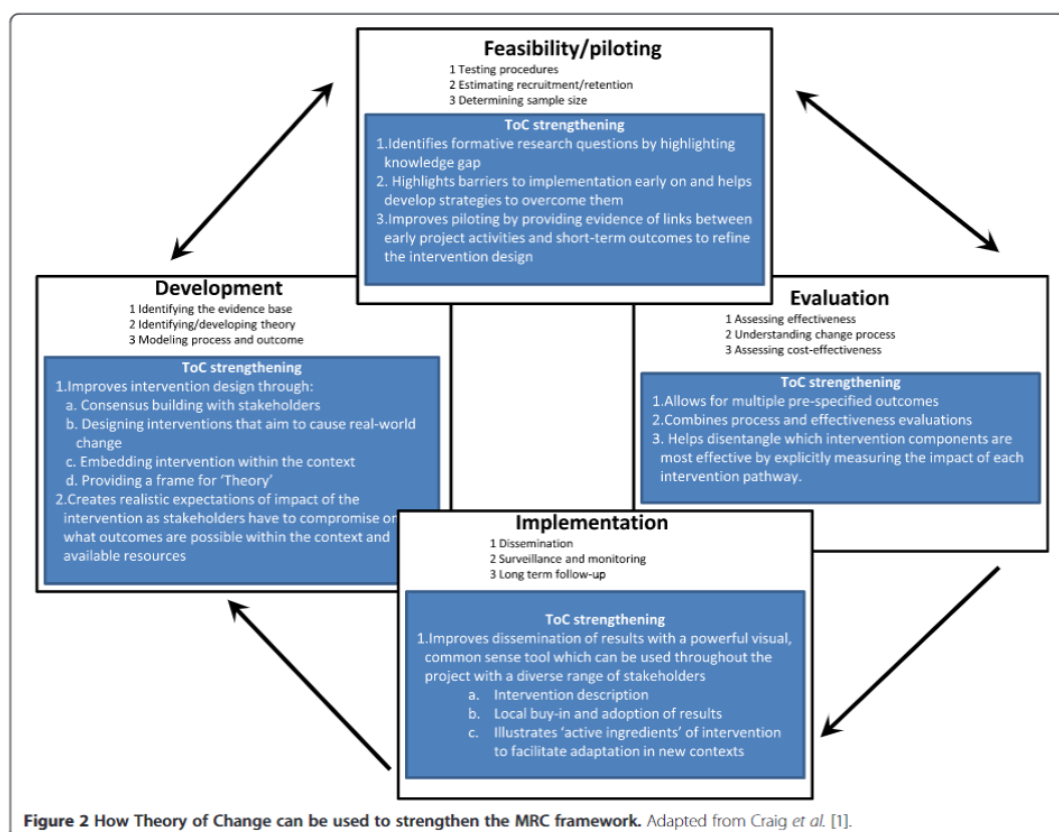 Feasibility/piloting
1 Testing procedures
2 Estimating recruitment/retention
3 Determining sample size
ToC strengthening
1.Identifies formative research questions by highlighting
knowledge gap
2. Highlights barriers to implementation early on and helps
develop strategies to overcome them
3.Improves piloting by providing evidence of links between
early project activities and short-term outcomes to refine
the intervention design
Development
1 Identifying the evidence base
2 Identifying/developing theory
3 Modeling process and outcome
ToC strengthening
1.Improves intervention design through:
a. Consensus building with stakeholders
b. Designing interventions that aim to cause real-world
change
c. Embedding intervention within the context
d. Providing a frame for 'Theory'
2.Creates realistic expectations of impact of the
intervention as stakeholders have to compromise on
what outcomes are possible within the context and
available resources
Evaluation
1 Assessing effectiveness
2 Understanding change process
3 Assessing cost-effectiveness
ToC strengthening
1.Allows for multiple pre-specified outcomes
2.Combines process and effectiveness evaluations
3. Helps disentangle which intervention components are
most effective by explicitly measuring the impact of each
intervention pathway.
Implementation
1 Dissemination
2 Surveillance and monitoring
3 Long term follow-up
ToC strengthening
1.Improves dissemination of results with a powerful visual,
common sense tool which can be used throughout the
project with a diverse range of stakeholders
a. Intervention description
b. Local buy-in and adoption of results
c. Illustrates 'active ingredients' of intervention
to facilitate adaptation in new contexts
Figure 2 How Theory of Change can be used to strengthen the MRC framework. Adapted from Craig et al. [1].